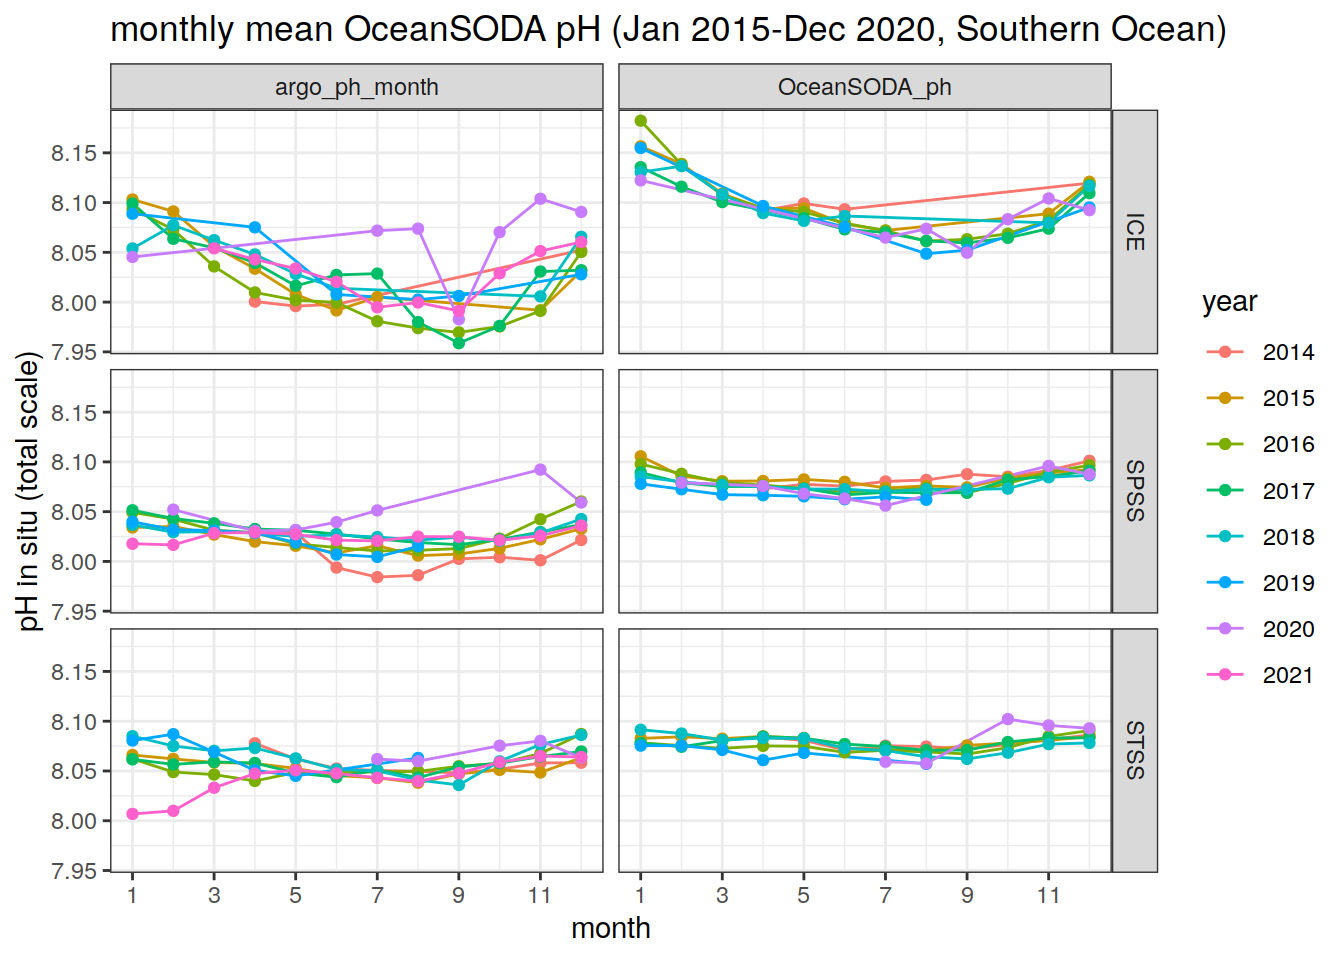 monthly mean OceanSODA pH (Jan 2015-Dec 2020, Southern Ocean)
argo_ph_month
OceanSODA_ph
8.15
8.10
8.05
8.00
7.95
ICE
8.15
8.10
8.05
8.00
7.95
SPSS
8.15
8.10
8.05
8.00
7.95
STSS
pH in situ (total scale)
1 3 5 7 9 11
1 3 5 7 9 11
month
year
2014
2015
2016
2017
2018
2019
2020
2021